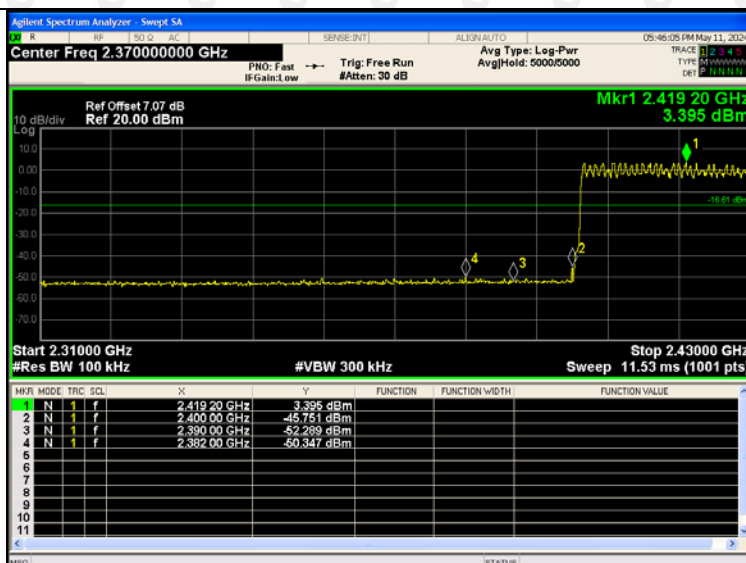 Agilent Spectrum Analyzer - Swept SA
R RF 50 Ω AC SENSE:INT ALIGNAUTO 05:46:05 PM May 11, 2024
Center Freq 2.370000000 GHz
PNO: Fast Trig: Free Run Avg Type: Log-Pwr TRACE 1 2 3 4 5
IFGain:Low #Atten: 30 dB Avg|Hold: 5000/5000 TYPE M
DET P N N N N
Ref Offset 7.07 dB Mkr1 2.419 20 GHz
10 dB/div Ref 20.00 dBm 3.395 dBm
Log
10.0
0.00
-10.0
-20.0
-30.0
-40.0
-50.0
-60.0
-70.0
1
-16.61 dBm
4 3 2
Start 2.31000 GHz Stop 2.43000 GHz
#Res BW 100 kHz #VBW 300 kHz Sweep 11.53 ms (1001 pts)
MKR MODE TRC SCL X Y FUNCTION FUNCTION WIDTH FUNCTION VALUE
1 N 1 f 2.419 20 GHz 3.395 dBm
2 N 1 f 2.400 00 GHz -45.751 dBm
3 N 1 f 2.390 00 GHz -52.289 dBm
4 N 1 f 2.382 00 GHz -50.347 dBm
5
6
7
8
9
10
11
MSG STATUS